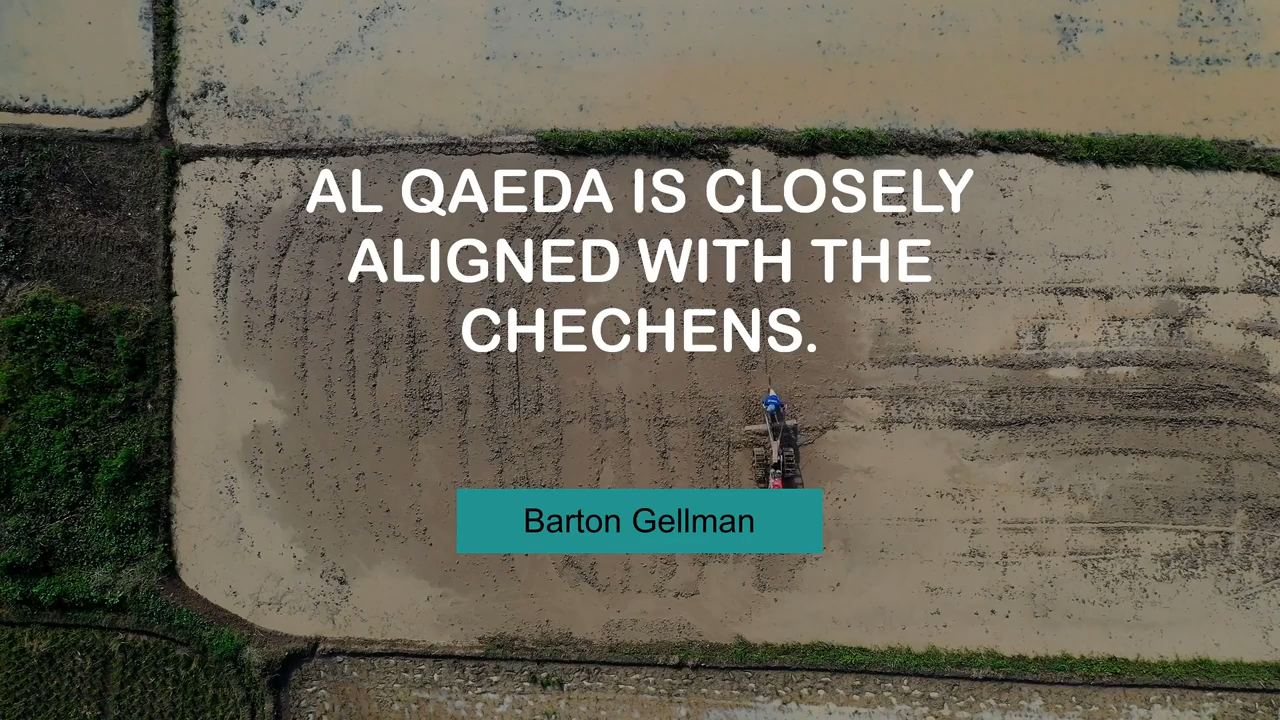 AL QAEDA IS CLOSELY
ALIGNED WITH THE
CHECHENS.
Barton Gellman